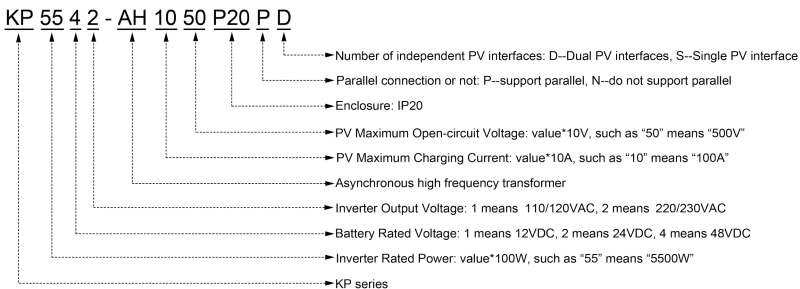 KP 55 4 2 - AH 10 50 P20 P D
Number of independent PV interfaces: D--Dual PV interfaces, S--Single PV interface
Parallel connection or not: P--support parallel, N--do not support parallel
Enclosure: IP20
PV Maximum Open-circuit Voltage: value*10V, such as “50” means “500V”
PV Maximum Charging Current: value*10A, such as “10” means “100A”
Asynchronous high frequency transformer
Inverter Output Voltage: 1 means 110/120VAC, 2 means 220/230VAC
Battery Rated Voltage: 1 means 12VDC, 2 means 24VDC, 4 means 48VDC
Inverter Rated Power: value*100W, such as “55” means “5500W”
KP series